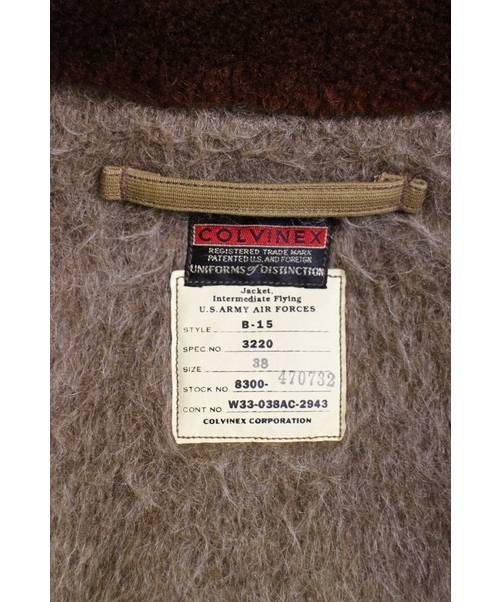 COLVINEX
REGISTERED TRADE MARK
PATENTED U.S. AND FOREIGN
UNIFORMS of DISTINCTION
Jacket,
Intermediate Flying
U.S. ARMY AIR FORCES
STYLE B-15
SPEC NO 3220
SIZE 38
STOCK NO 8300- 470732
CONT. NO W33-038AC-2943
COLVINEX CORPORATION